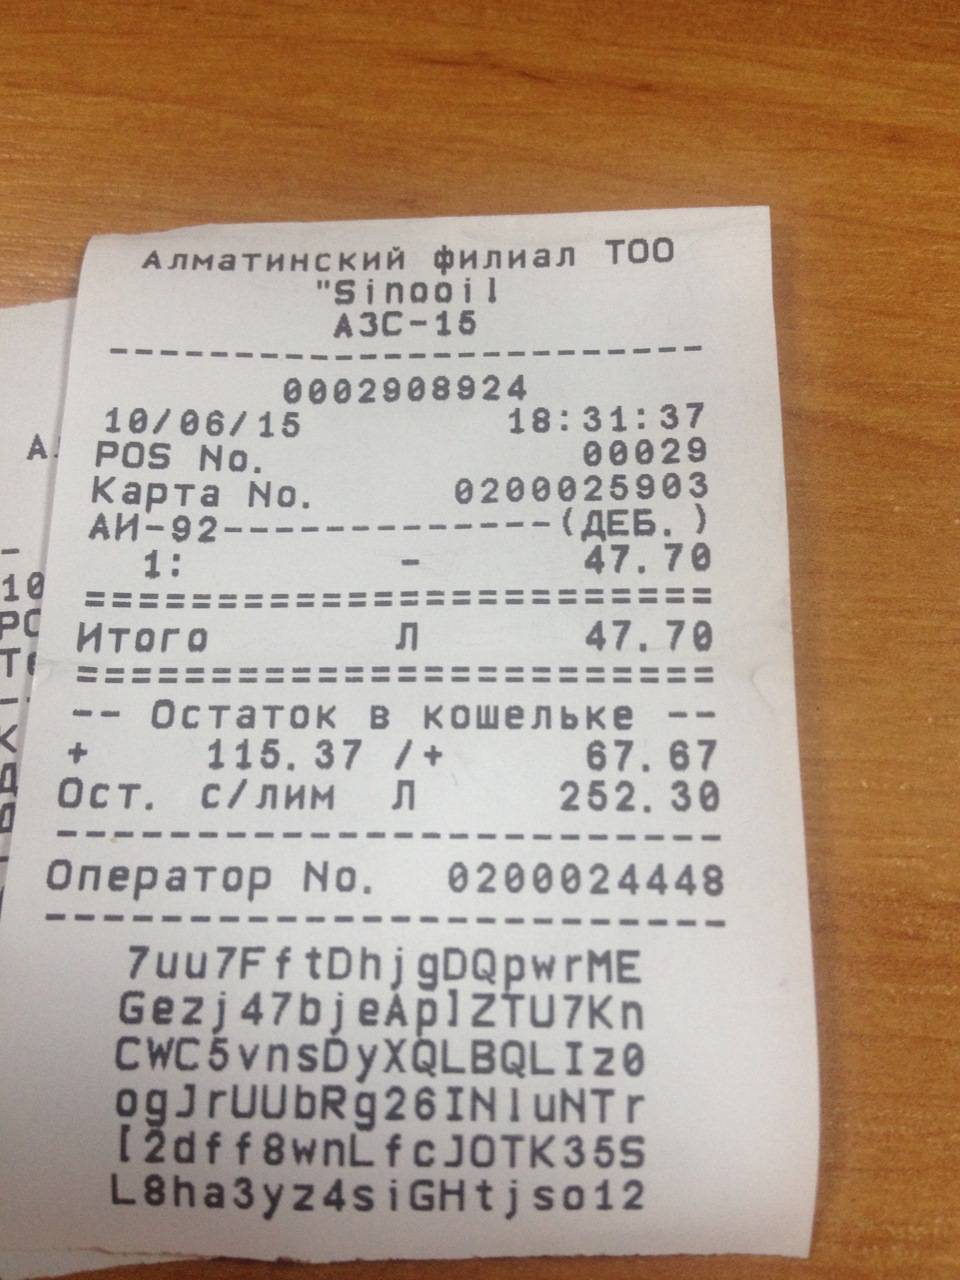 Алматинский филиал ТОО
"Sinooil
АЗС-15
------------------------
0002908924
10/06/15 18:31:37
POS No. 00029
Карта No. 0200025903
АИ-92--------------(ДЕБ. )
1: - 47.70
========================
Итого Л 47.70
========================
-- Остаток в кошельке --
+ 115.37 /+ 67.67
Ост. с/лим Л 252.30
------------------------
Оператор No. 0200024448
------------------------
7uu7FftDhjgDQpwrME
Gezj47bjeAplZTU7Kn
CWC5vnsDyXQLBQLIz0
ogJrUUbRg26INluNTr
[2dff8wnLfcJOTK35S
L8ha3yz4siGHtjso12